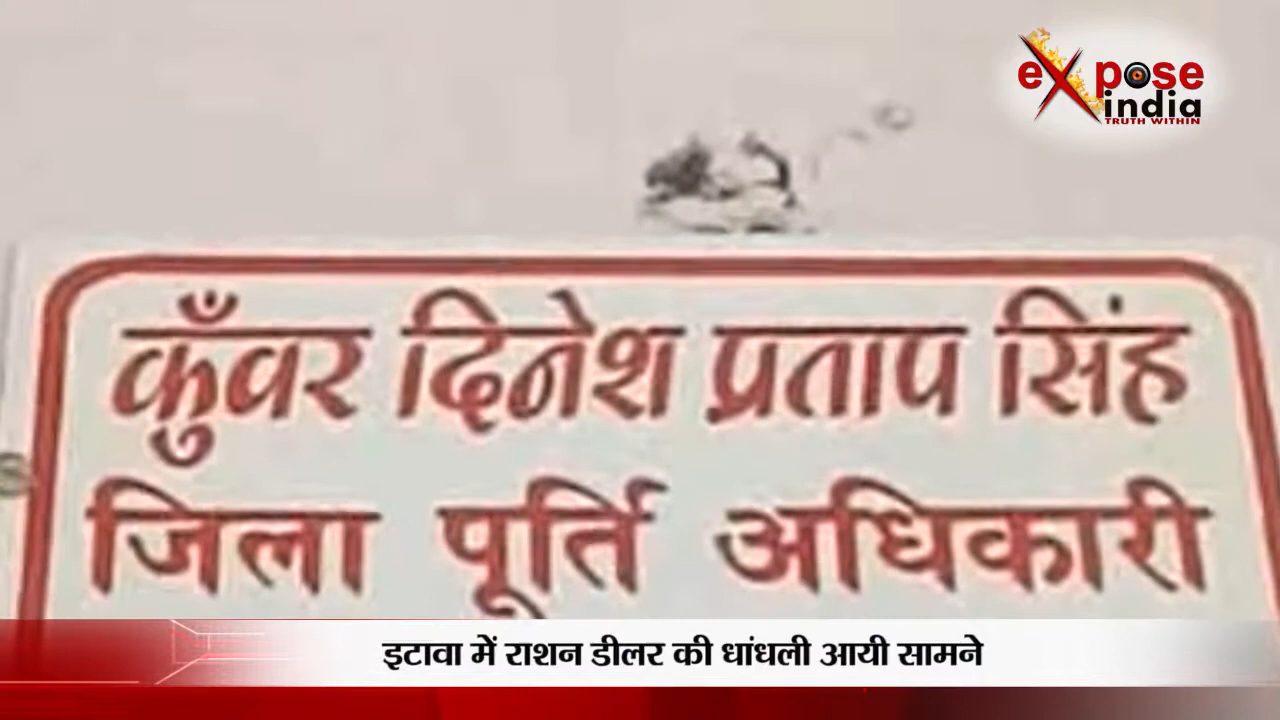 expose
india
TRUTH WITHIN
कुँवर दिनेश प्रताप सिंह
जिला पूर्ति अधिकारी
इटावा में राशन डीलर की धांधली आयी सामने